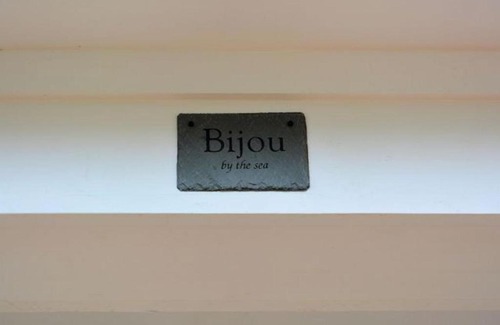 Bijou
by the sea